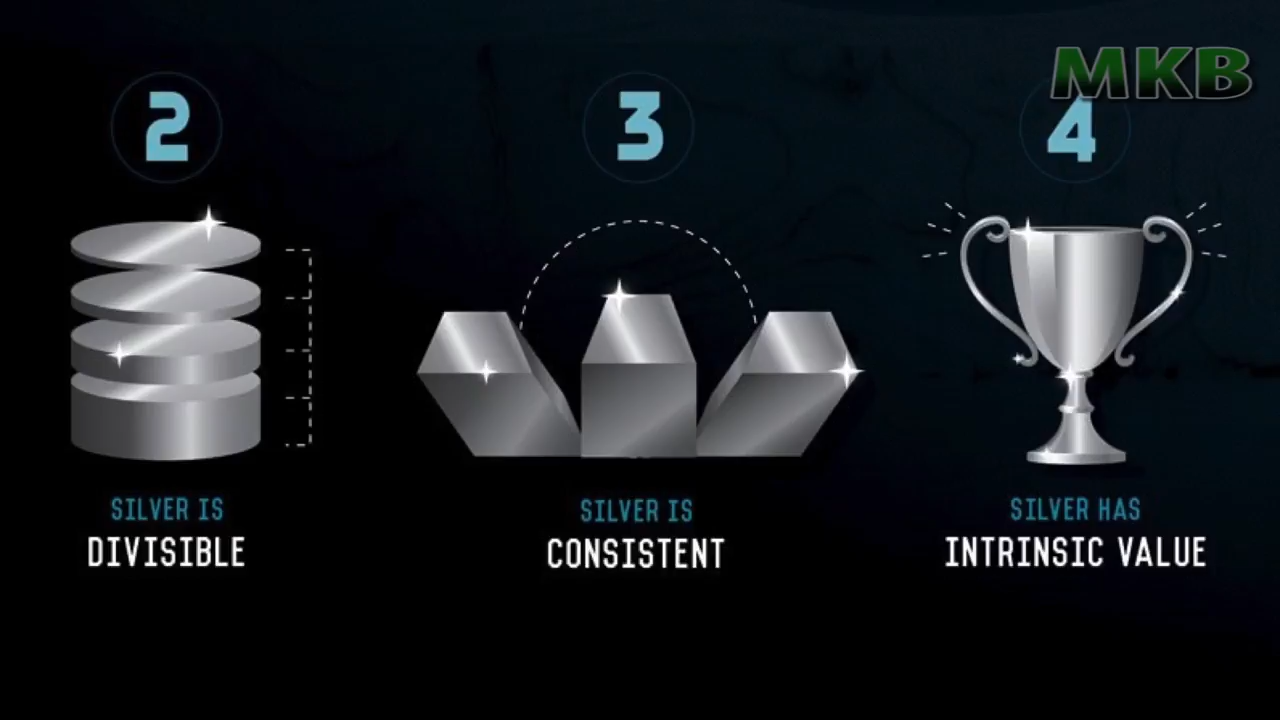 MKB
2
3
4
SILVER IS
DIVISIBLE
SILVER IS
CONSISTENT
SILVER HAS
INTRINSIC VALUE